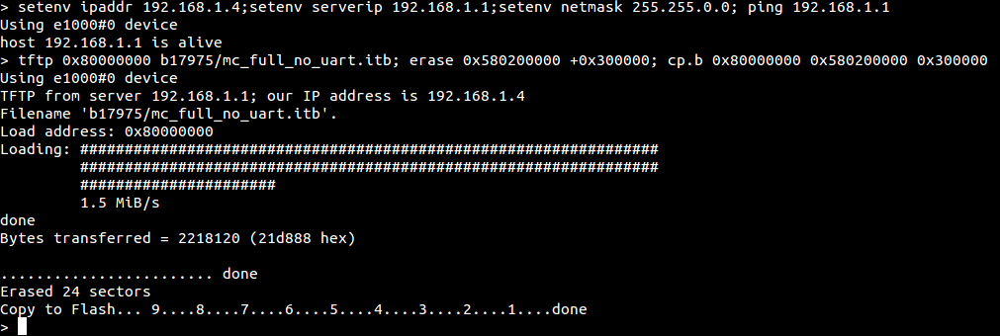 > setenv ipaddr 192.168.1.4;setenv serverip 192.168.1.1;setenv netmask 255.255.0.0; ping 192.168.1.1
Using e1000#0 device
host 192.168.1.1 is alive
> tftp 0x80000000 b17975/mc_full_no_uart.itb; erase 0x580200000 +0x300000; cp.b 0x80000000 0x580200000 0x300000
Using e1000#0 device
TFTP from server 192.168.1.1; our IP address is 192.168.1.4
Filename 'b17975/mc_full_no_uart.itb'.
Load address: 0x80000000
Loading: #################################################################
         #################################################################
         ######################
         1.5 MiB/s
done
Bytes transferred = 2218120 (21d888 hex)

........................ done
Erased 24 sectors
Copy to Flash... 9....8....7....6....5....4....3....2....1....done
>